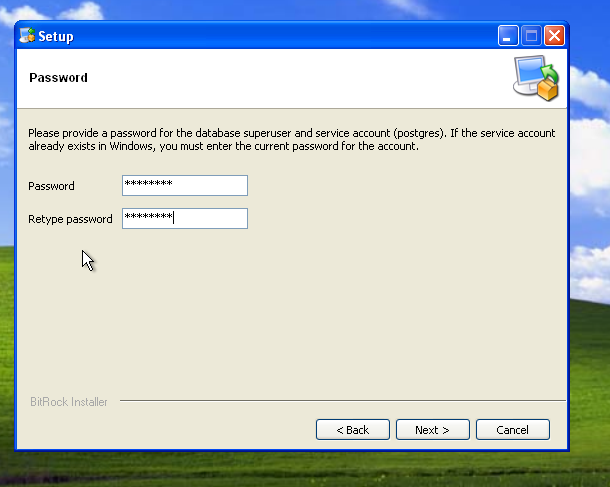 Setup
Password
Please provide a password for the database superuser and service account (postgres). If the service account
already exists in Windows, you must enter the current password for the account.
Password ********
Retype password ********
BitRock Installer
< Back Next > Cancel